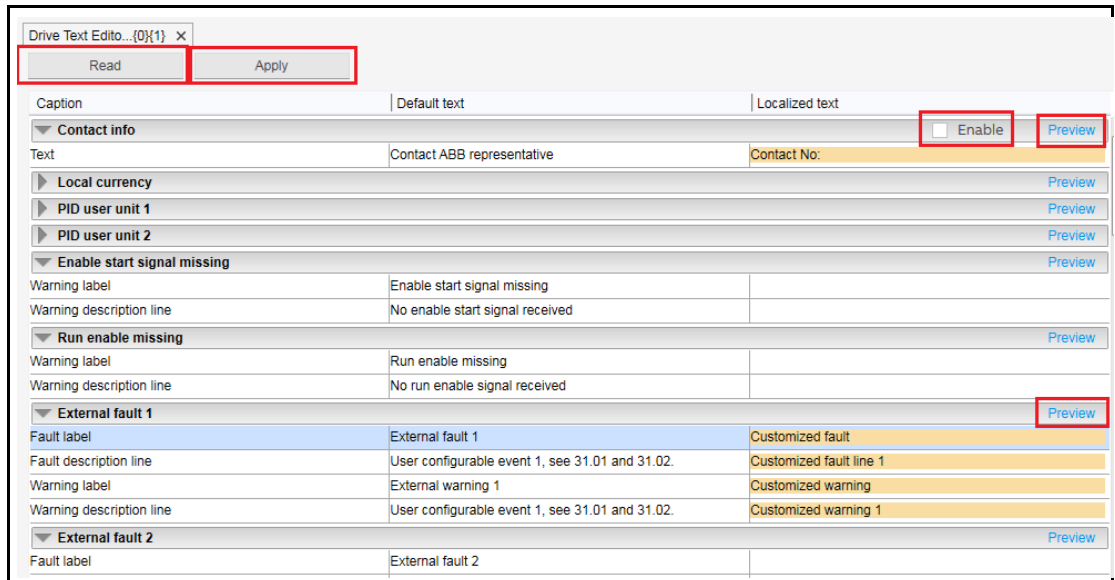 Drive Text Edito...{0}{1} ×
Read Apply
Caption Default text Localized text
Contact info Enable Preview
Text Contact ABB representative Contact No:
Local currency Preview
PID user unit 1 Preview
PID user unit 2 Preview
Enable start signal missing Preview
Warning label Enable start signal missing
Warning description line No enable start signal received
Run enable missing Preview
Warning label Run enable missing
Warning description line No run enable signal received
External fault 1 Preview
Fault label External fault 1 Customized fault
Fault description line User configurable event 1, see 31.01 and 31.02. Customized fault line 1
Warning label External warning 1 Customized warning
Warning description line User configurable event 1, see 31.01 and 31.02. Customized warning 1
External fault 2 Preview
Fault label External fault 2